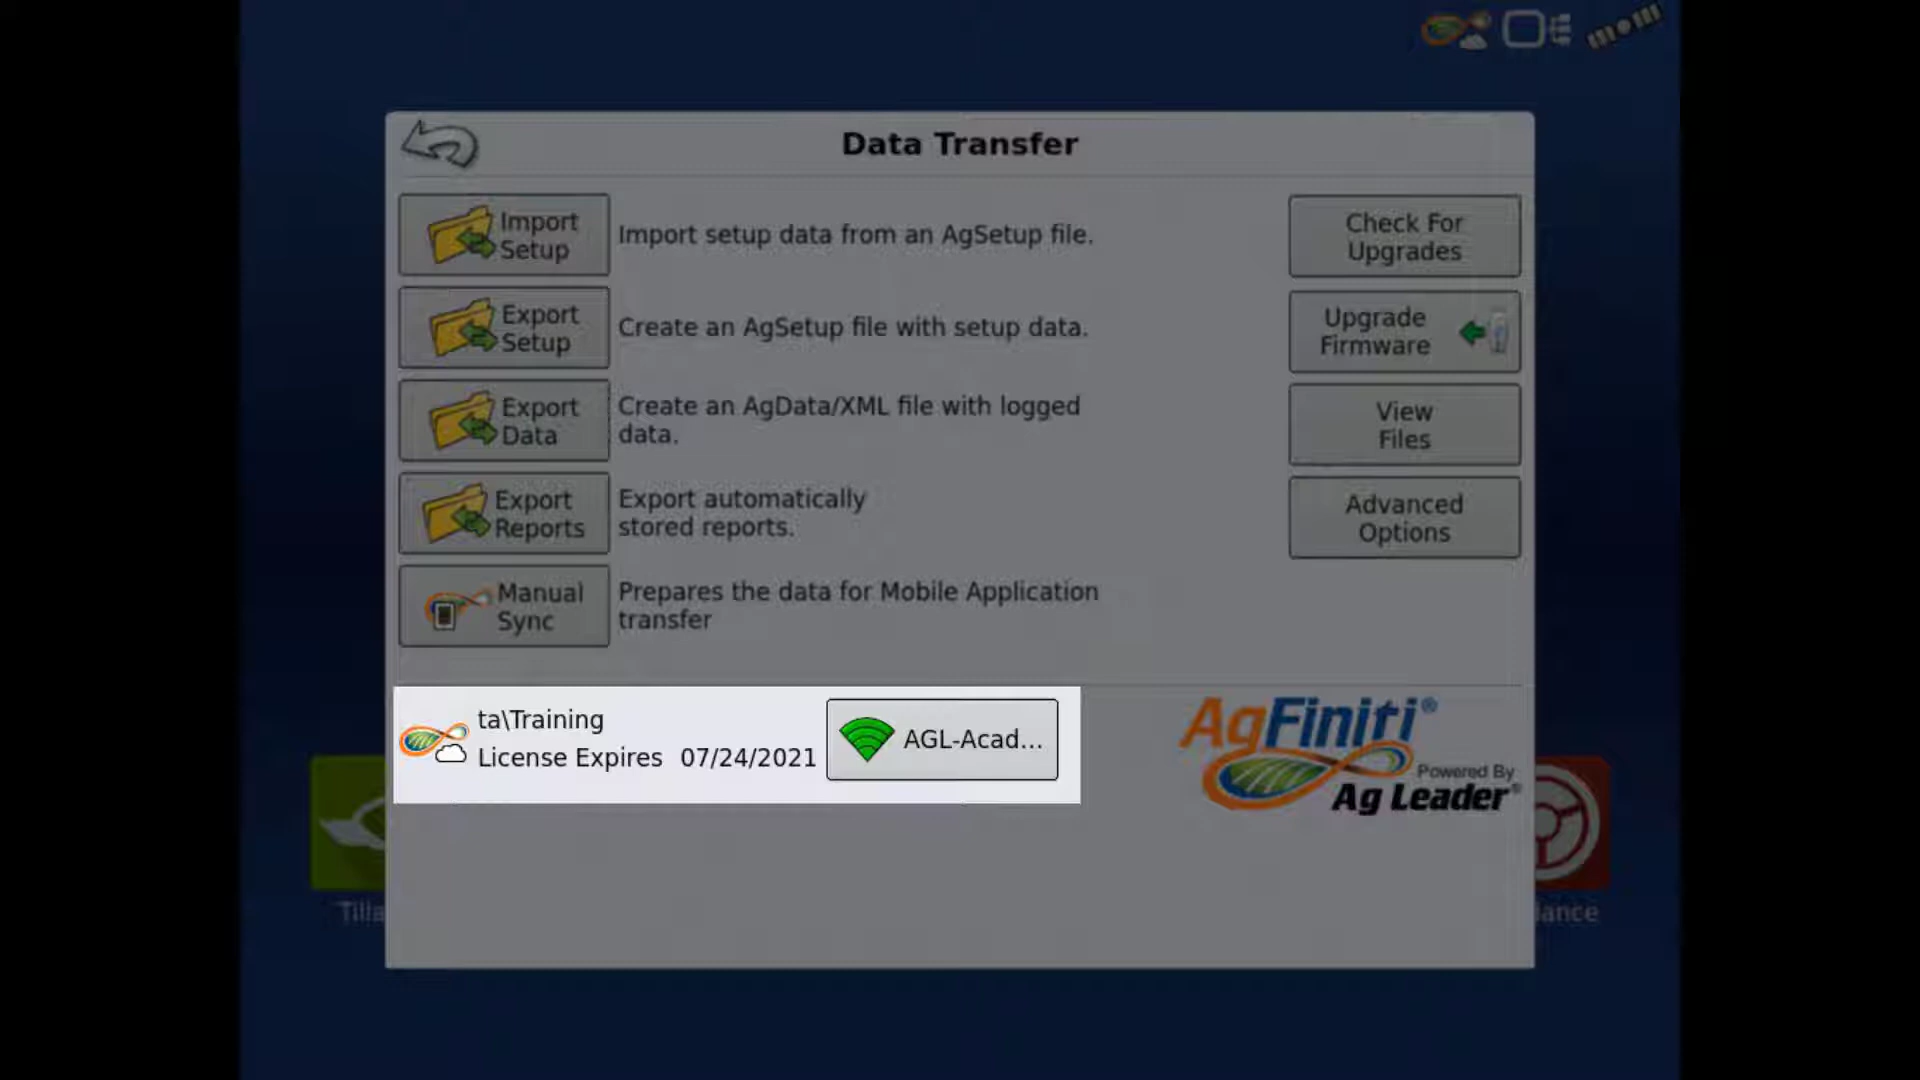 Data Transfer
Import
Setup
Import setup data from an AgSetup file.
Check For
Upgrades
Export
Setup
Create an AgSetup file with setup data.
Upgrade
Firmware
Export
Data
Create an AgData/XML file with logged
data.
View
Files
Export
Reports
Export automatically
stored reports.
Advanced
Options
Manual
Sync
Prepares the data for Mobile Application
transfer
ta\Training
License Expires 07/24/2021
AGL-Acad...
AgFiniti®
Powered By
Ag Leader®
Tilla
lance